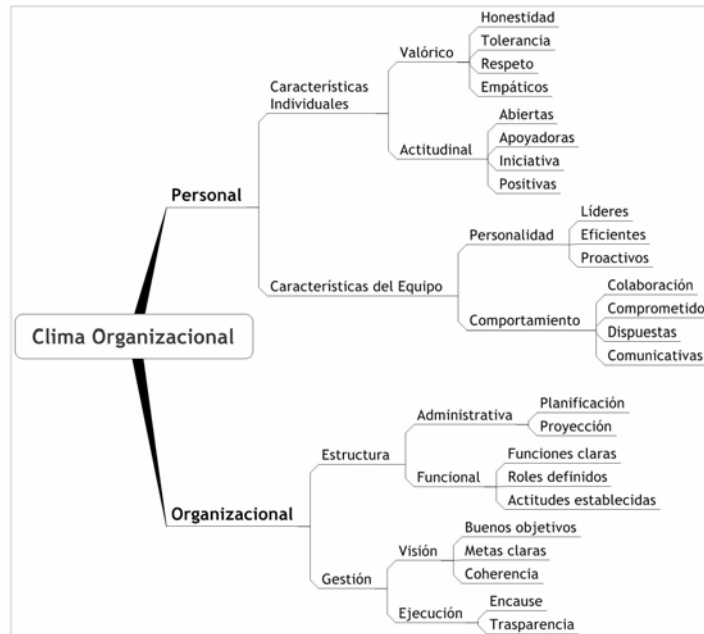 Clima Organizacional
Personal
Característícas
Individuales
Valórico
Honestidad
Tolerancia
Respeto
Empáticos
Actitudinal
Abiertas
Apoyadoras
Iniciativa
Positivas
Características del Equipo
Personalidad
Líderes
Eficientes
Proactivos
Comportamiento
Colaboración
Comprometido
Dispuestas
Comunicativas
Organizacional
Estructura
Administrativa
Planificación
Proyección
Funcional
Funciones claras
Roles definidos
Actitudes establecidas
Gestión
Visión
Buenos objetivos
Metas claras
Coherencia
Ejecución
Encause
Trasparencia